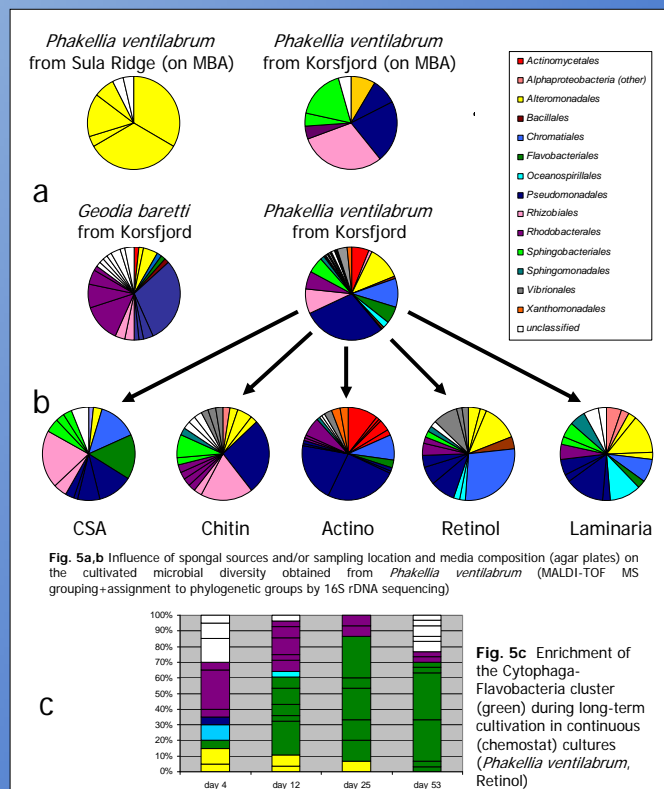 Phakellia ventilabrum
from Sula Ridge (on MBA)
Phakellia ventilabrum
from Korsfjord (on MBA)
Actinomycetales
Alphaproteobacteria (other)
Alteromonadales
Bacillales
Chromatiales
Flavobacteriales
Oceanospirillales
Pseudomonadales
Rhizobiales
Rhodobacterales
Sphingobacteriales
Sphingomonadales
Vibrionales
Xanthomonadales
unclassified
a
Geodia baretti
from Korsfjord
Phakellia ventilabrum
from Korsfjord
b
CSA
Chitin
Actino
Retinol
Laminaria
Fig. 5a,b Influence of spongal sources and/or sampling location and media composition (agar plates) on
the cultivated microbial diversity obtained from Phakellia ventilabrum (MALDI-TOF MS
grouping+assignment to phylogenetic groups by 16S rDNA sequencing)
c
100%
90%
80%
70%
60%
50%
40%
30%
20%
10%
0%
day 4
day 12
day 25
day 53
Fig. 5c Enrichment of
the Cytophaga-
Flavobacteria cluster
(green) during long-term
cultivation in continuous
(chemostat) cultures
(Phakellia ventilabrum,
Retinol)